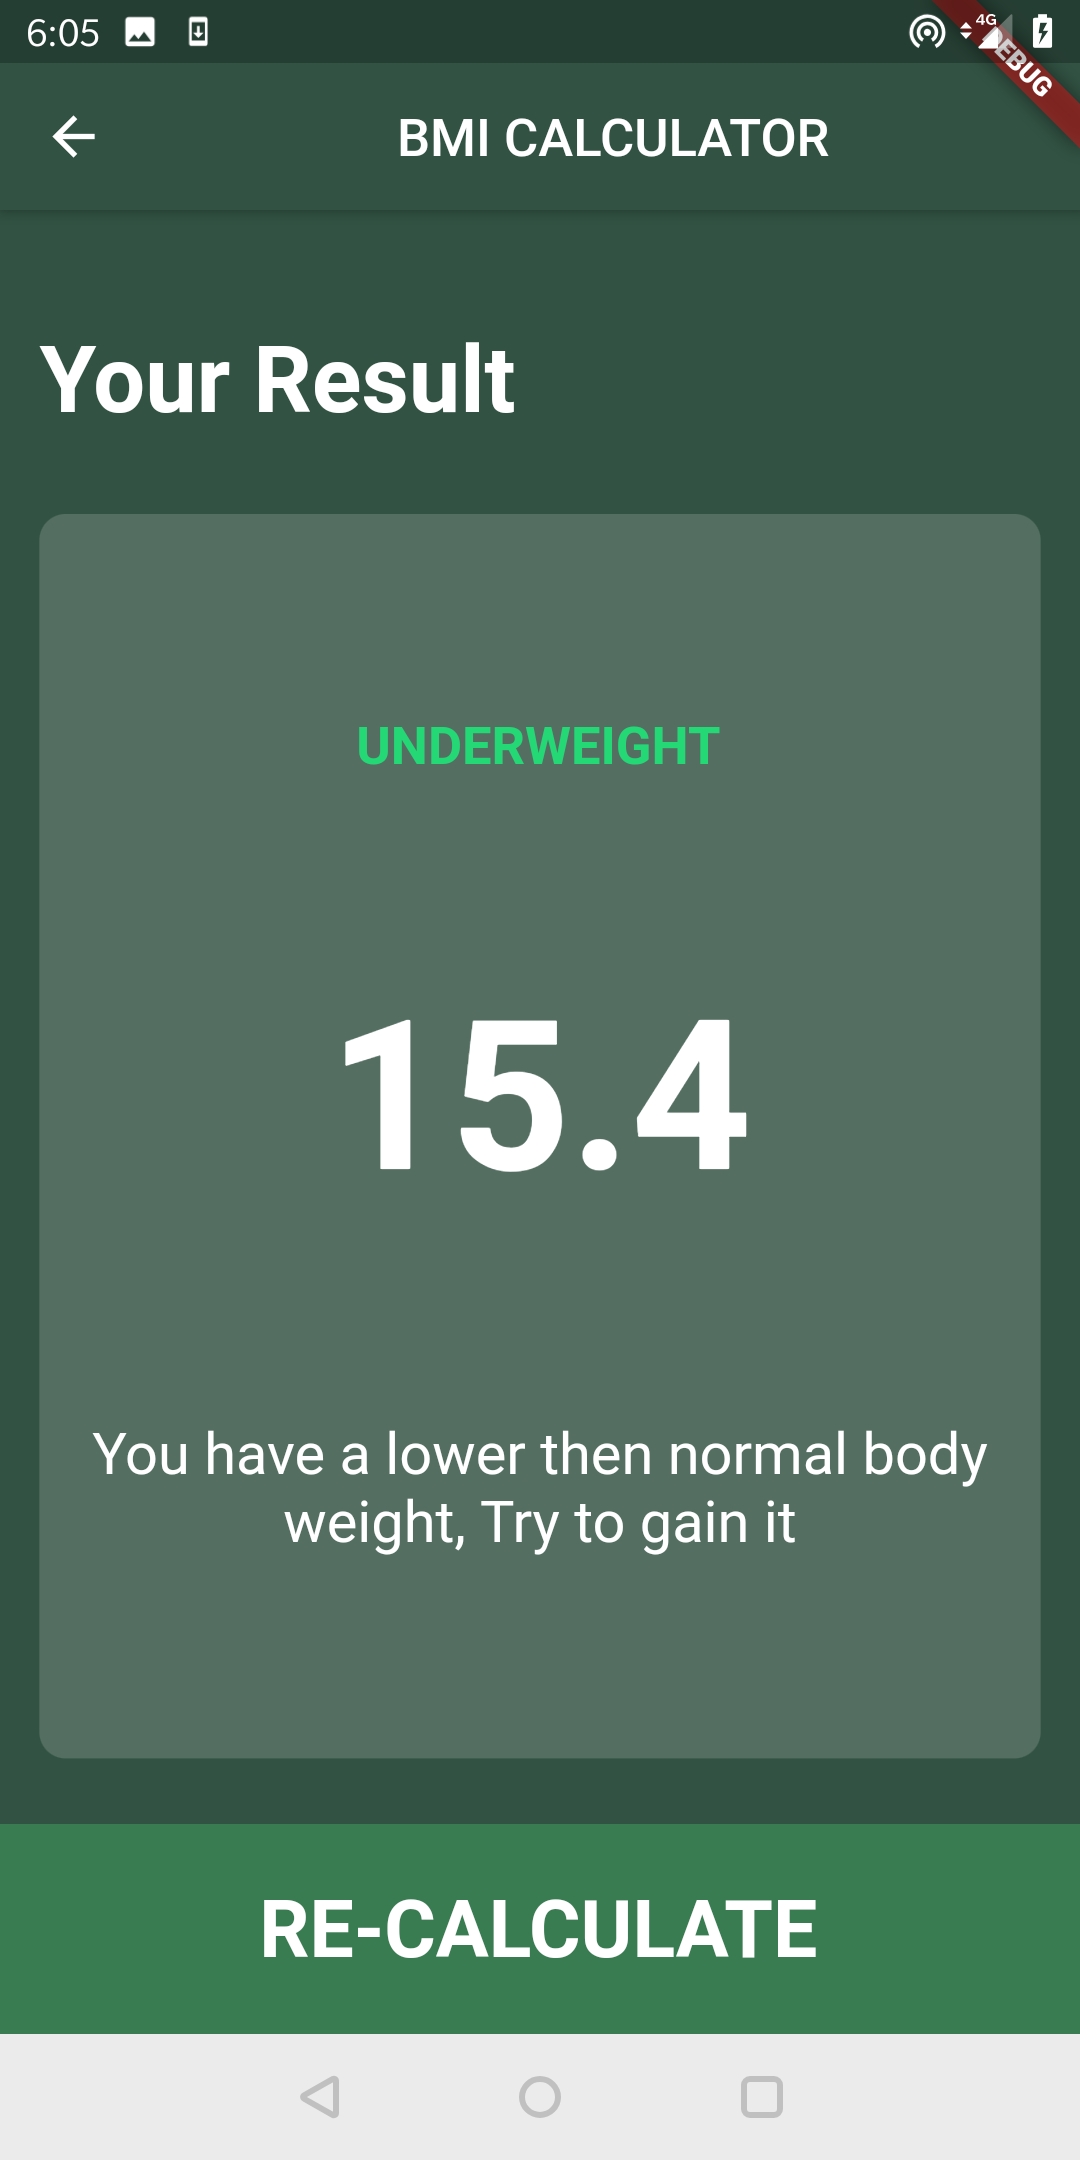 6:05
4G
DEBUG
BMI CALCULATOR
Your Result
UNDERWEIGHT
15.4
You have a lower then normal body
weight, Try to gain it
RE-CALCULATE